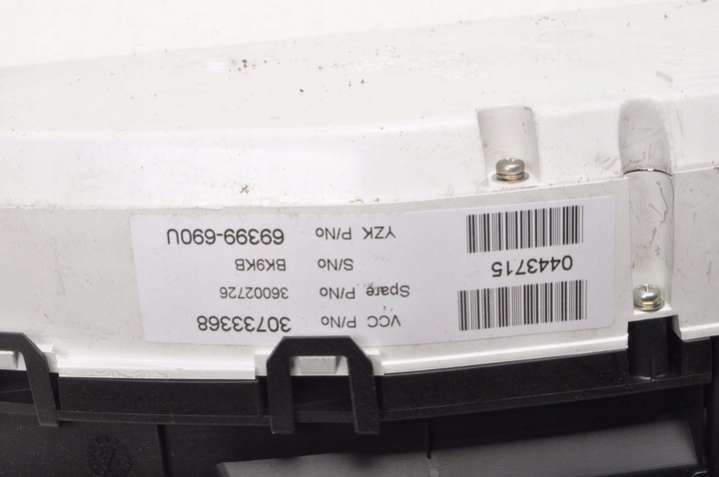 VCC P/No 30733368
Spare P/No 36002726
S/No BK9KB
YZK P/No 69399-690U
0443715